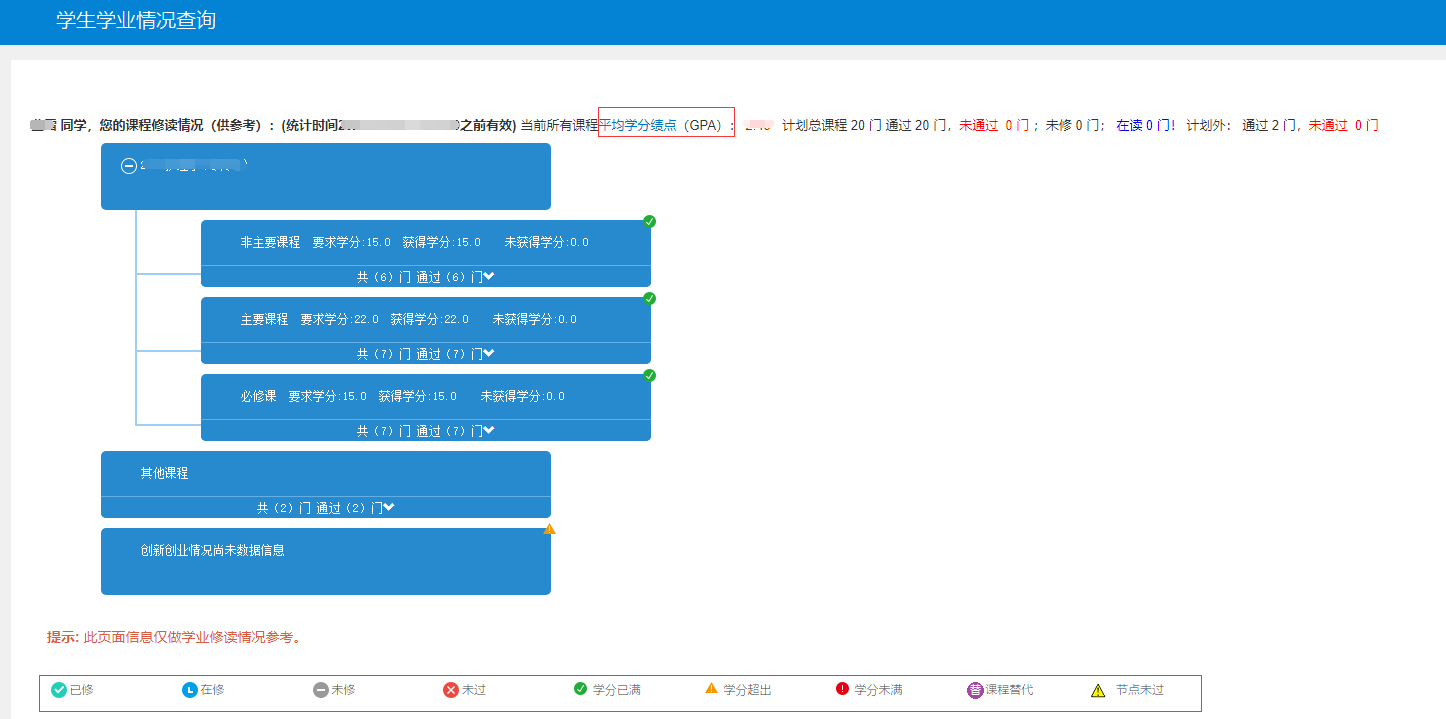 学生学业情况查询
同学，您的课程修读情况（供参考）：(统计时间2 之前有效) 当前所有课程平均学分绩点（GPA）： 计划总课程 20 门 通过 20 门，未通过 0 门 ；未修 0 门； 在读 0 门！ 计划外： 通过 2 门，未通过 0 门
非主要课程 要求学分:15.0 获得学分:15.0 未获得学分:0.0
共（6）门 通过（6）门
主要课程 要求学分:22.0 获得学分:22.0 未获得学分:0.0
共（7）门 通过（7）门
必修课 要求学分:15.0 获得学分:15.0 未获得学分:0.0
共（7）门 通过（7）门
其他课程
共（2）门 通过（2）门
创新创业情况尚未数据信息
提示: 此页面信息仅做学业修读情况参考。
已修 在修 未修 未过 学分已满 学分超出 学分未满 替 课程替代 节点未过